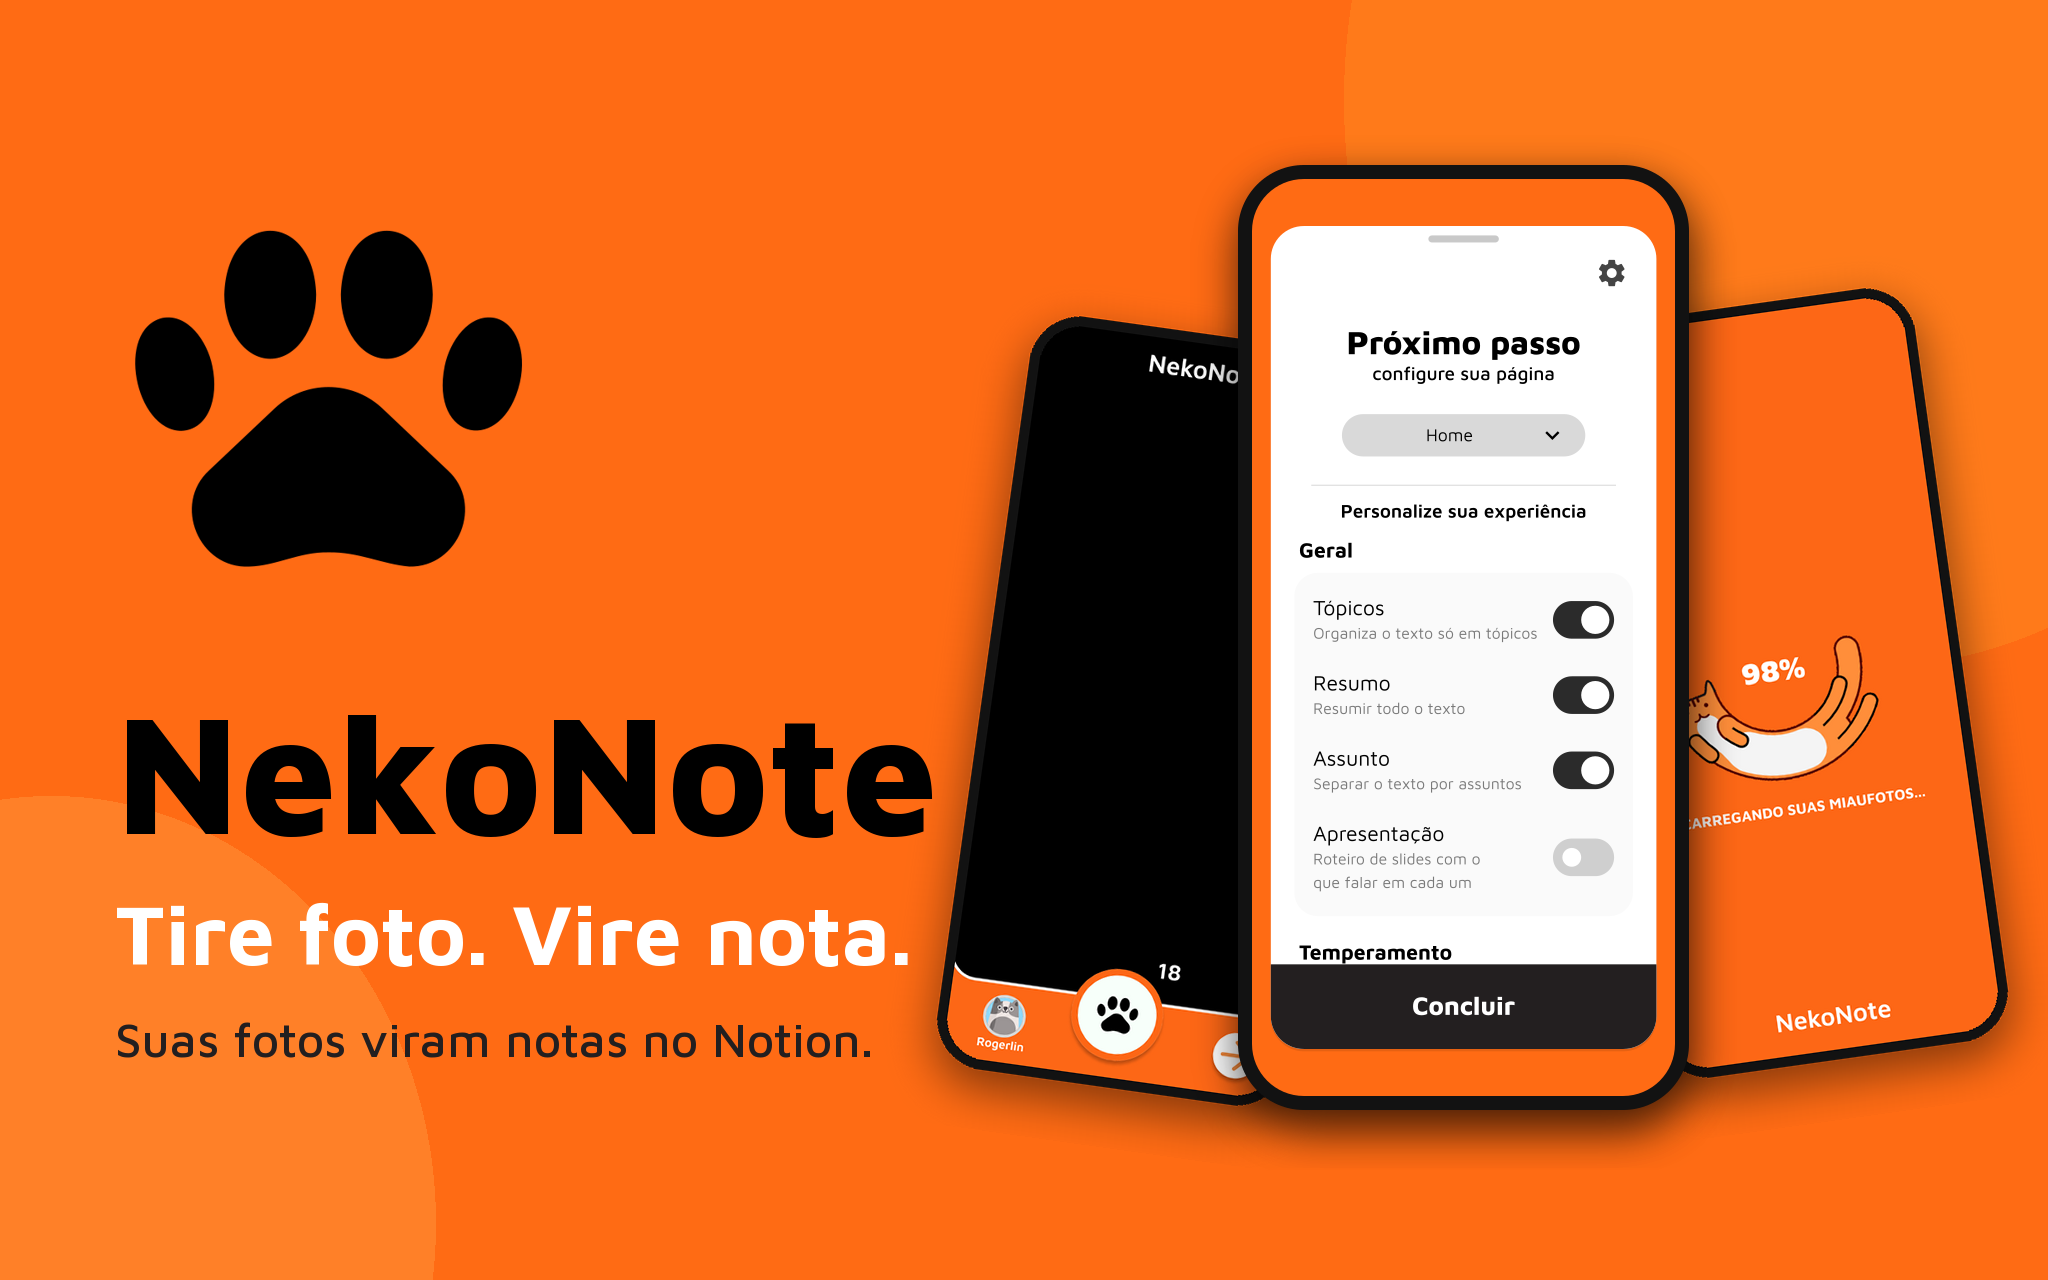 NekoNote
Tire foto. Vire nota.
Suas fotos viram notas no Notion.
18
Rogerlin
Próximo passo
configure sua página
Home
Personalize sua experiência
Geral
Tópicos
Organiza o texto só em tópicos
Resumo
Resumir todo o texto
Assunto
Separar o texto por assuntos
Apresentação
Roteiro de slides com o
que falar em cada um
Temperamento
Concluir
98%
CARREGANDO SUAS MIAUFOTOS...
NekoNote